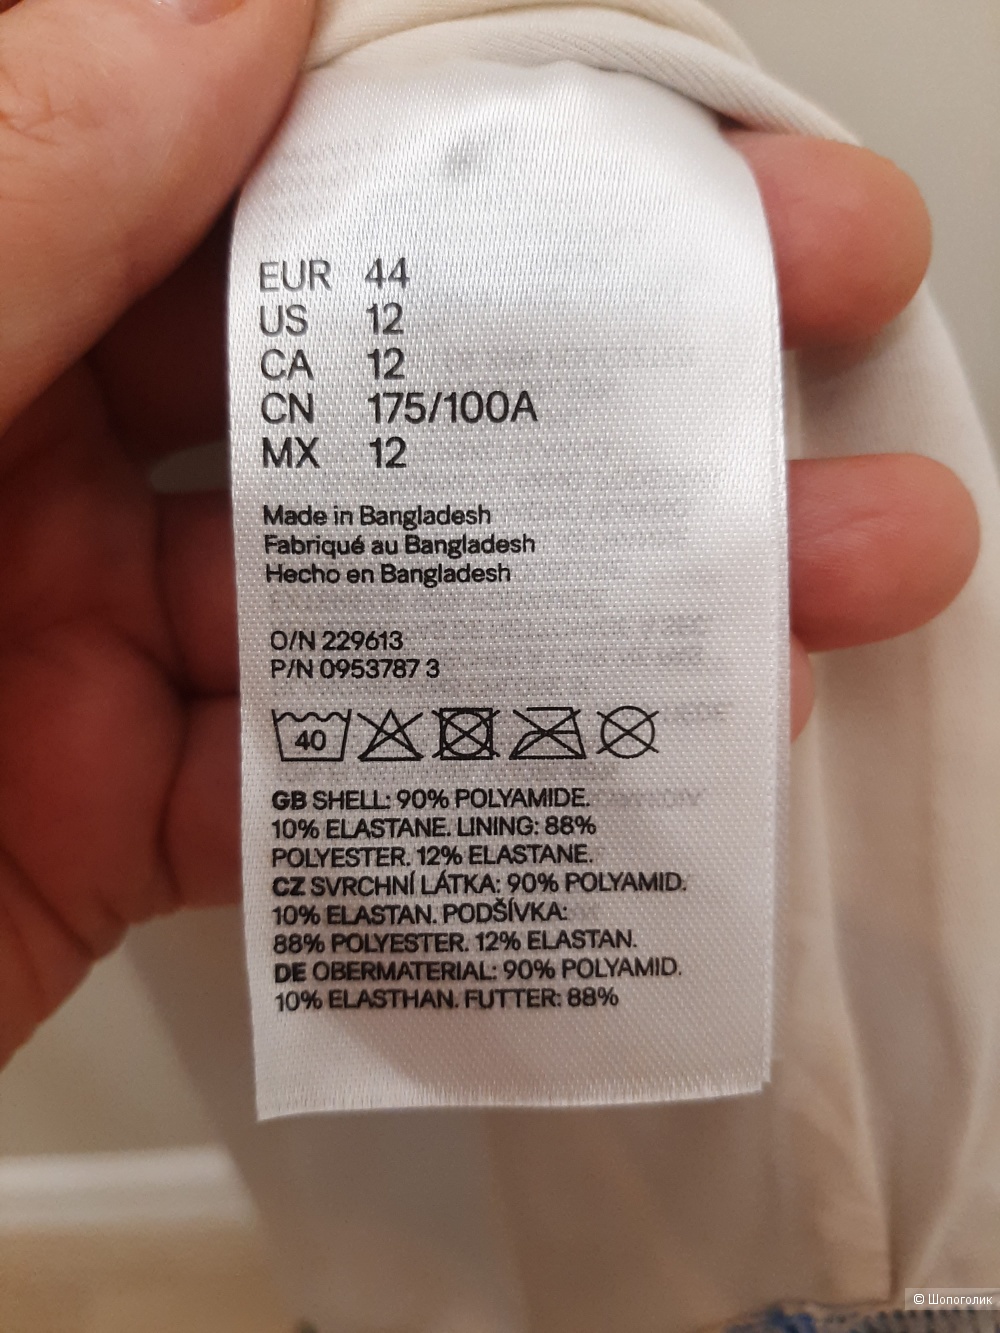 EUR 44
US 12
CA 12
CN 175/100A
MX 12
Made in Bangladesh
Fabriqué au Bangladesh
Hecho en Bangladesh
O/N 229613
P/N 0953787 3
40
GB SHELL: 90% POLYAMIDE.
10% ELASTANE. LINING: 88%
POLYESTER. 12% ELASTANE.
CZ SVRCHNÍ LÁTKA: 90% POLYAMID.
10% ELASTAN. PODŠÍVKA:
88% POLYESTER. 12% ELASTAN.
DE OBERMATERIAL: 90% POLYAMID.
10% ELASTHAN. FUTTER: 88%
© Шопоголик